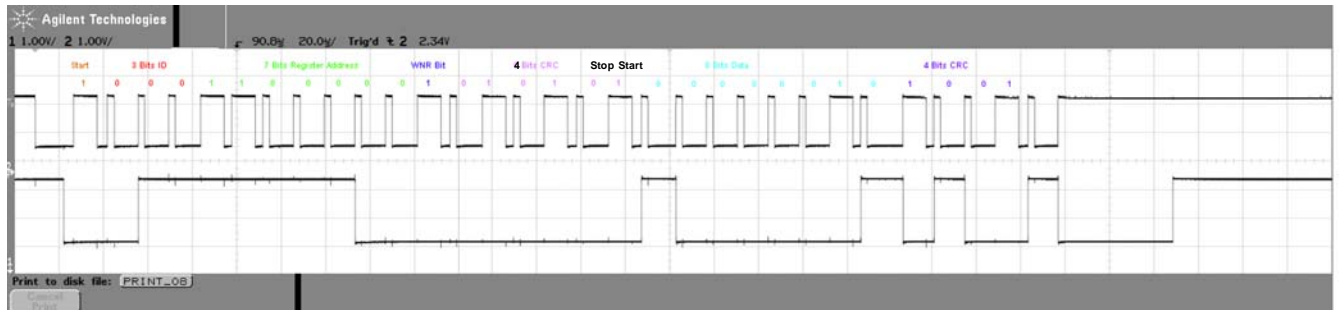 Agilent Technologies
1 1.00V/ 2 1.00V/ 90.8 20.0 Trig'd 2 2.34V
Start 3 Bits ID 7 Bits Register Address WNR Bit 4 Bits CRC Stop Start 8 Bits Data 4 Bits CRC
1 0 0 0 1 1 0 0 0 0 0 1 0 1 0 1 0 1 0 0 0 0 0 0 1 0 1 0 0 1
Print to disk file: PRINT_08
Cancel
Print